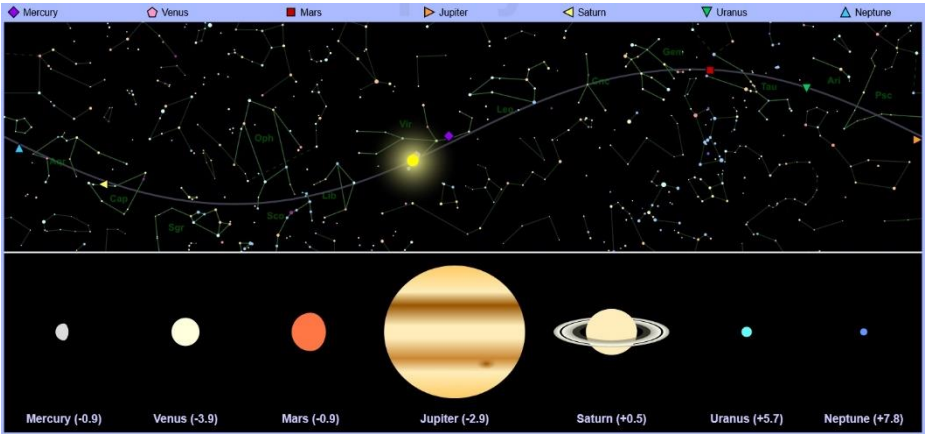 Mercury Venus Mars Jupiter Saturn Uranus Neptune
Gem
Cnc
Tau
Ari
Psc
Leo
Vir
Oph
Aqr
Cap
Lib
Sco
Sgr
Mercury (-0.9) Venus (-3.9) Mars (-0.9) Jupiter (-2.9) Saturn (+0.5) Uranus (+5.7) Neptune (+7.8)